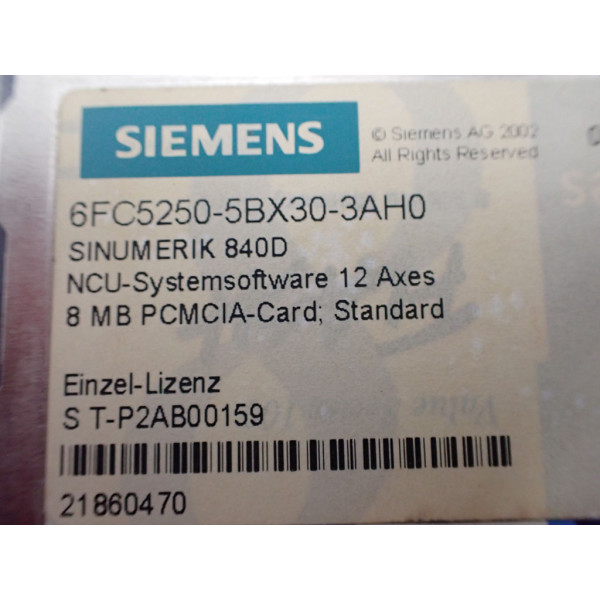 SIEMENS
© Siemens AG 2002
All Rights Reserved
6FC5250-5BX30-3AH0
SINUMERIK 840D
NCU-Systemsoftware 12 Axes
8 MB PCMCIA-Card; Standard
Einzel-Lizenz
S T-P2AB00159
21860470